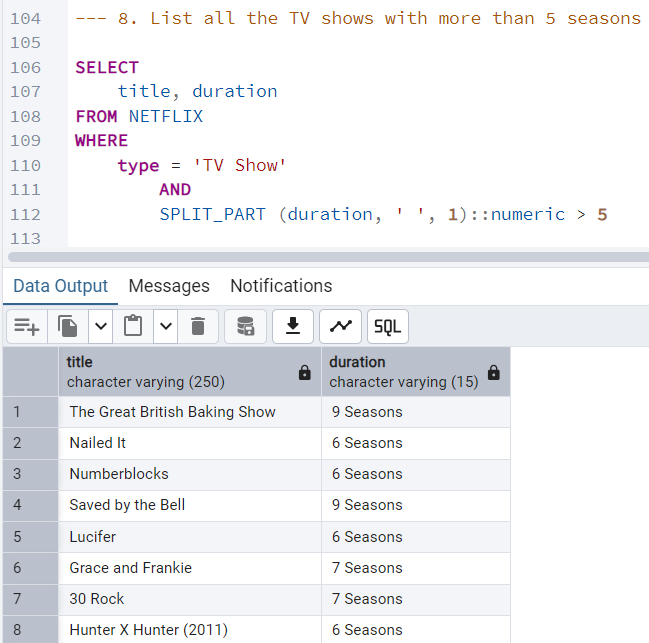 104 --- 8. List all the TV shows with more than 5 seasons
105
106 SELECT
107 title, duration
108 FROM NETFLIX
109 WHERE
110 type = 'TV Show'
111 AND
112 SPLIT_PART (duration, ' ', 1)::numeric > 5
113
Data Output Messages Notifications
SQL
title duration
character varying (250) character varying (15)
1 The Great British Baking Show 9 Seasons
2 Nailed It 6 Seasons
3 Numberblocks 6 Seasons
4 Saved by the Bell 9 Seasons
5 Lucifer 6 Seasons
6 Grace and Frankie 7 Seasons
7 30 Rock 7 Seasons
8 Hunter X Hunter (2011) 6 Seasons